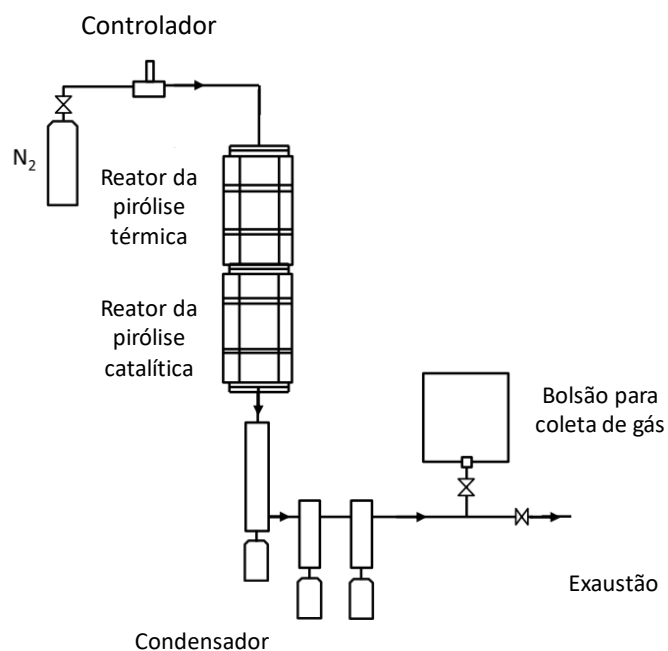 Controlador
N₂
Reator da
pirólise
térmica
Reator da
pirólise
catalítica
Bolsão para
coleta de gás
Exaustão
Condensador